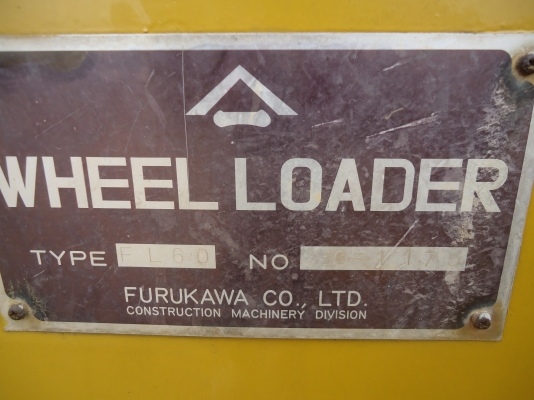 WHEEL LOADER
TYPE FL60 NO
FURUKAWA CO., LTD.
CONSTRUCTION MACHINERY DIVISION